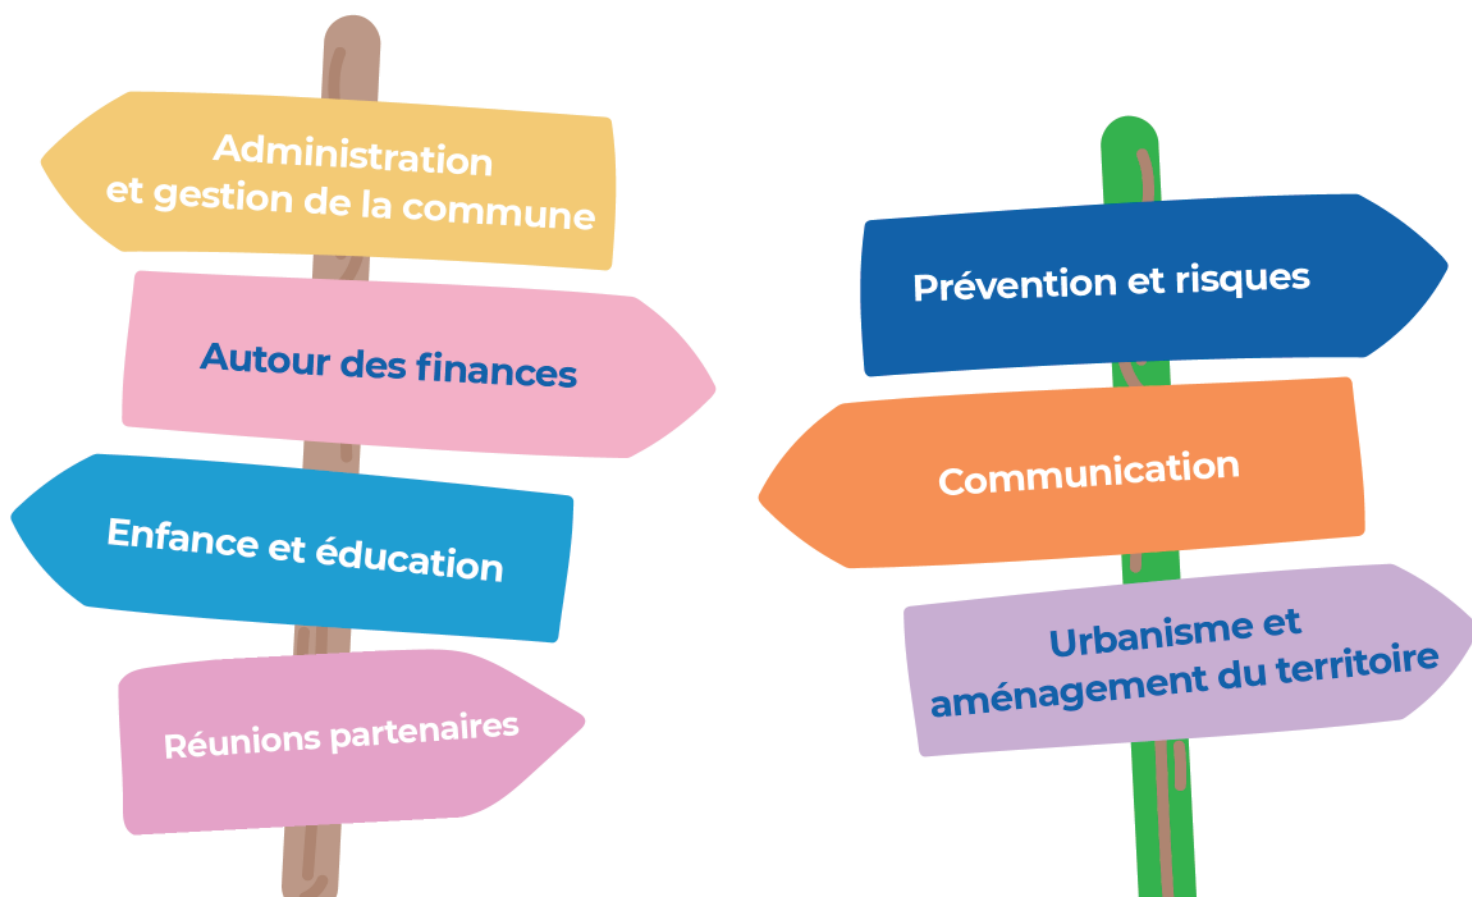 Administration
et gestion de la commune
Autour des finances
Enfance et éducation
Réunions partenaires
Prévention et risques
Communication
Urbanisme et
aménagement du territoire